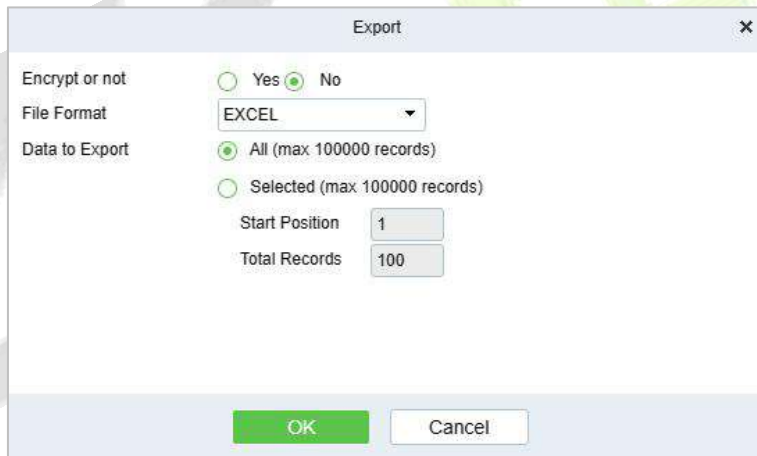 Export
Encrypt or not Yes No
File Format EXCEL
Data to Export All (max 100000 records)
Selected (max 100000 records)
Start Position 1
Total Records 100
OK Cancel